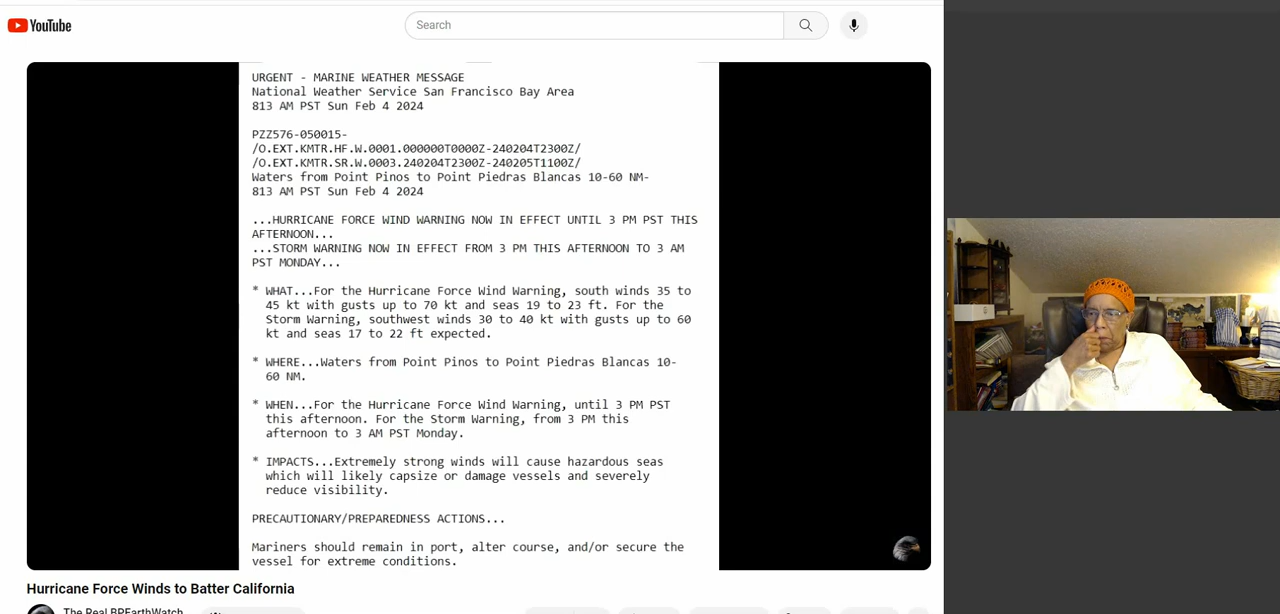 YouTube
Search
URGENT - MARINE WEATHER MESSAGE
National Weather Service San Francisco Bay Area
813 AM PST Sun Feb 4 2024
PZZ576-050015-
/O.EXT.KMTR.HF.W.0001.000000T0000Z-240204T2300Z/
/O.EXT.KMTR.SR.W.0003.240204T2300Z-240205T1100Z/
Waters from Point Pinos to Point Piedras Blancas 10-60 NM-
813 AM PST Sun Feb 4 2024
...HURRICANE FORCE WIND WARNING NOW IN EFFECT UNTIL 3 PM PST THIS
AFTERNOON...
...STORM WARNING NOW IN EFFECT FROM 3 PM THIS AFTERNOON TO 3 AM
PST MONDAY...
* WHAT...For the Hurricane Force Wind Warning, south winds 35 to
45 kt with gusts up to 70 kt and seas 19 to 23 ft. For the
Storm Warning, southwest winds 30 to 40 kt with gusts up to 60
kt and seas 17 to 22 ft expected.
* WHERE...Waters from Point Pinos to Point Piedras Blancas 10-
60 NM.
* WHEN...For the Hurricane Force Wind Warning, until 3 PM PST
this afternoon. For the Storm Warning, from 3 PM this
afternoon to 3 AM PST Monday.
* IMPACTS...Extremely strong winds will cause hazardous seas
which will likely capsize or damage vessels and severely
reduce visibility.
PRECAUTIONARY/PREPAREDNESS ACTIONS...
Mariners should remain in port, alter course, and/or secure the
vessel for extreme conditions.
Hurricane Force Winds to Batter California
The Real BPEarthWatch